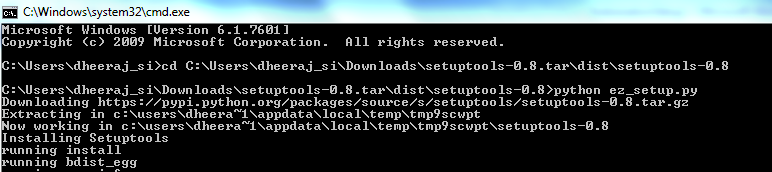 C:\Windows\system32\cmd.exe
Microsoft Windows [Version 6.1.7601]
Copyright (c) 2009 Microsoft Corporation.  All rights reserved.
C:\Users\dheeraj_si>cd C:\Users\dheeraj_si\Downloads\setuptools-0.8.tar\dist\setuptools-0.8
C:\Users\dheeraj_si\Downloads\setuptools-0.8.tar\dist\setuptools-0.8>python ez_setup.py
Downloading https://pypi.python.org/packages/source/s/setuptools/setuptools-0.8.tar.gz
Extracting in c:\users\dheera~1\appdata\local\temp\tmp9scwpt
Now working in c:\users\dheera~1\appdata\local\temp\tmp9scwpt\setuptools-0.8
Installing Setuptools
running install
running bdist_egg